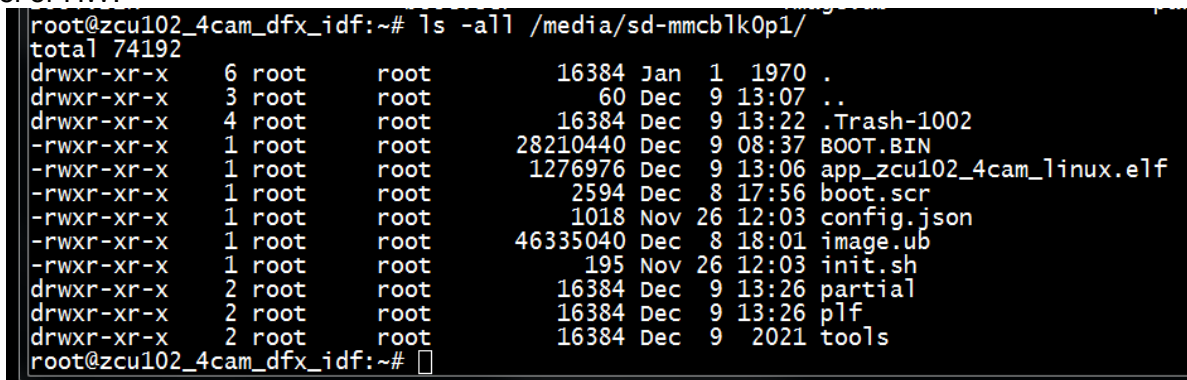 root@zcu102_4cam_dfx_idf:~# ls -all /media/sd-mmcblk0p1/
total 74192
drwxr-xr-x 6 root root 16384 Jan 1 1970 .
drwxr-xr-x 3 root root 60 Dec 9 13:07 ..
drwxr-xr-x 4 root root 16384 Dec 9 13:22 .Trash-1002
-rwxr-xr-x 1 root root 28210440 Dec 9 08:37 BOOT.BIN
-rwxr-xr-x 1 root root 1276976 Dec 9 13:06 app_zcu102_4cam_linux.elf
-rwxr-xr-x 1 root root 2594 Dec 8 17:56 boot.scr
-rwxr-xr-x 1 root root 1018 Nov 26 12:03 config.json
-rwxr-xr-x 1 root root 46335040 Dec 8 18:01 image.ub
-rwxr-xr-x 1 root root 195 Nov 26 12:03 init.sh
drwxr-xr-x 2 root root 16384 Dec 9 13:26 partial
drwxr-xr-x 2 root root 16384 Dec 9 13:26 plf
drwxr-xr-x 2 root root 16384 Dec 9 2021 tools
root@zcu102_4cam_dfx_idf:~#